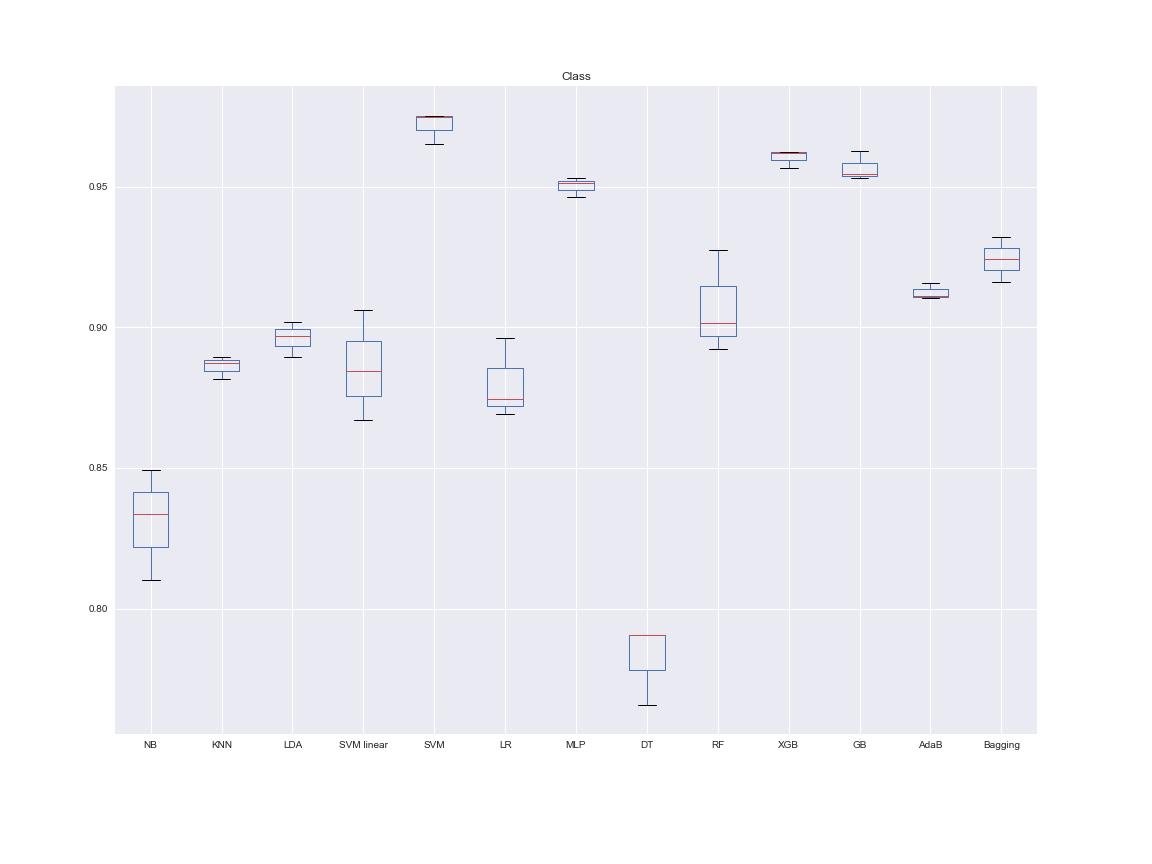 Class
0.95
0.90
0.85
0.80
NB KNN LDA SVM linear SVM LR MLP DT RF XGB GB AdaB Bagging